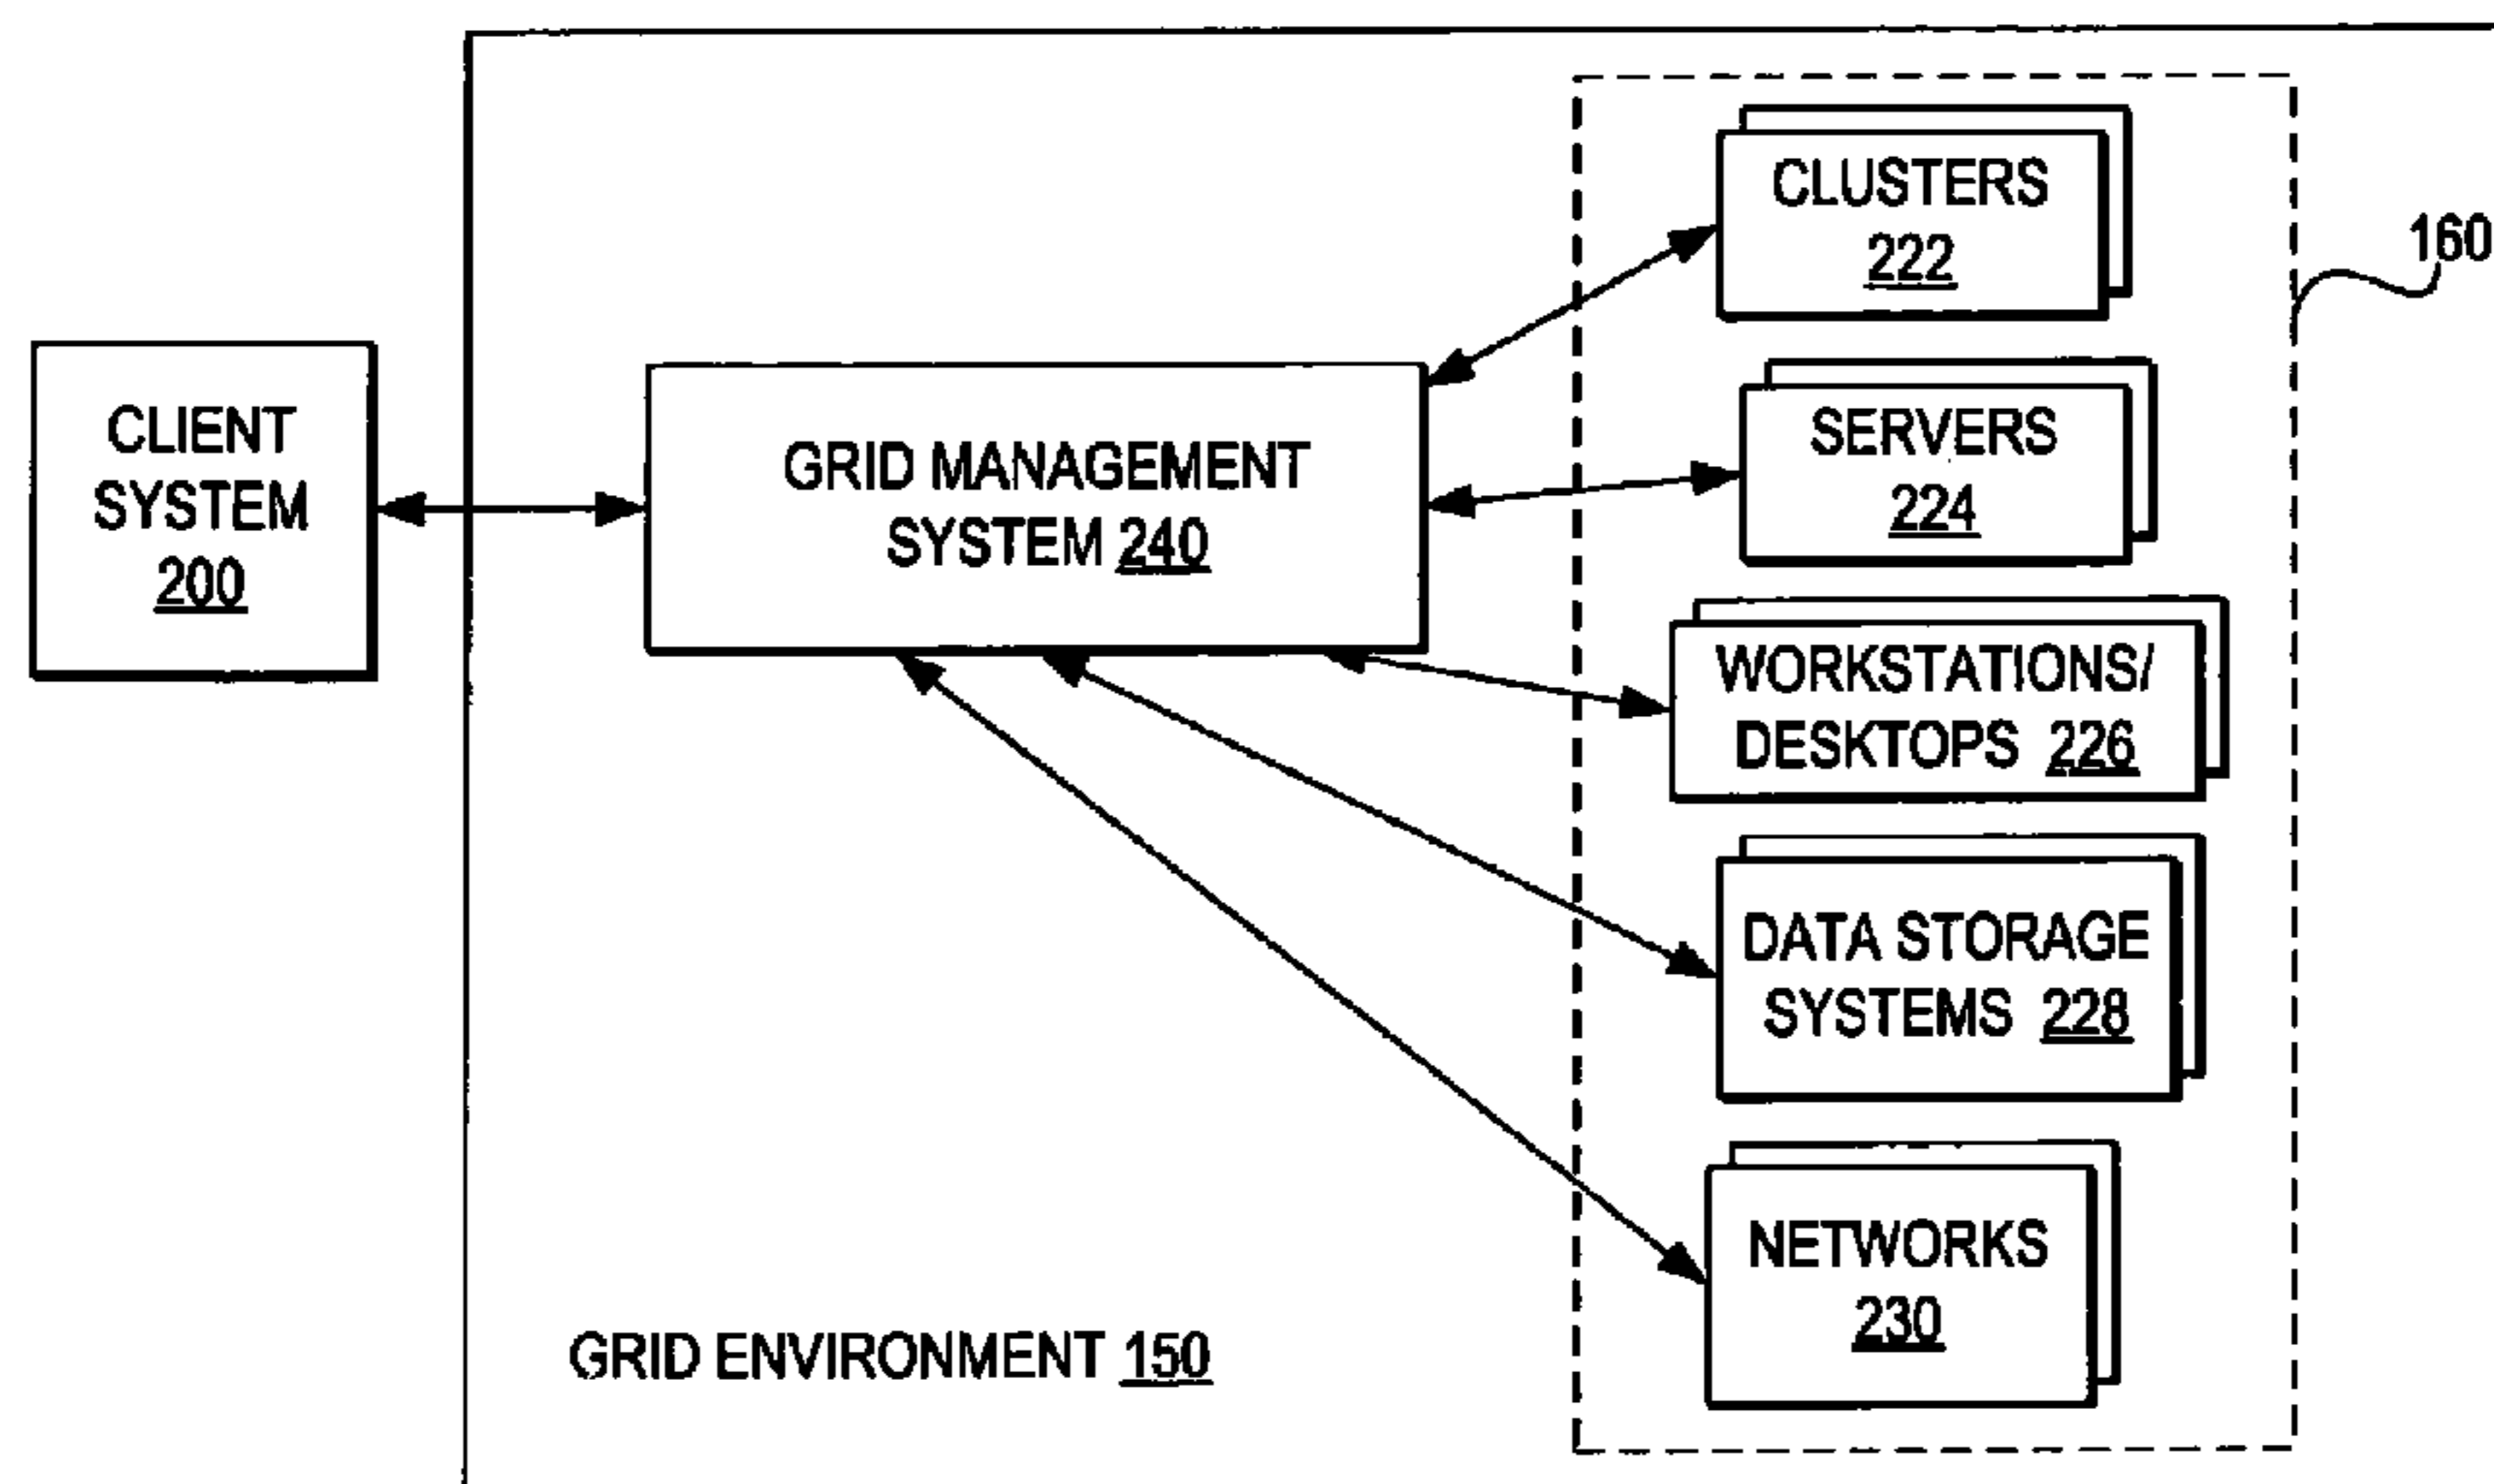 CLUSTERS
222
160
CLIENT
SYSTEM
200
GRID MANAGEMENT
SYSTEM 240
SERVERS
224
WORKSTATIONS/
DESKTOPS 226
DATA STORAGE
SYSTEMS 228
NETWORKS
230
GRID ENVIRONMENT 150